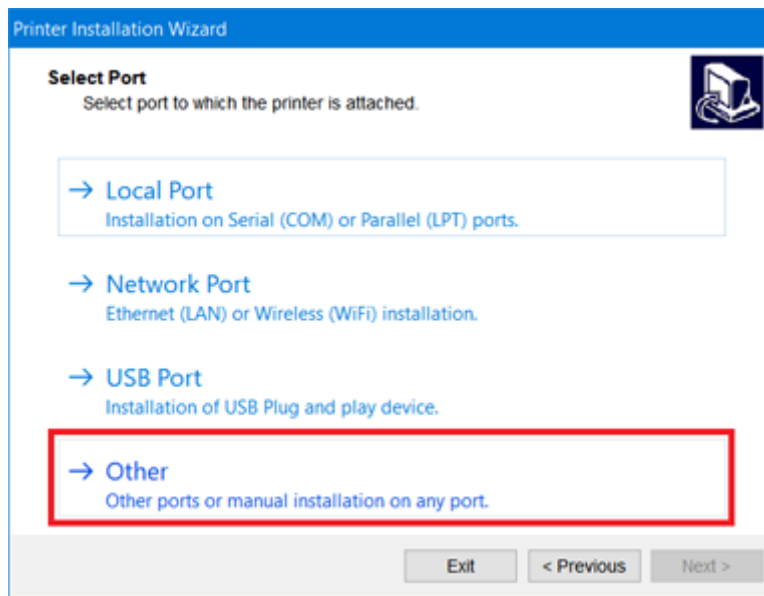 Printer Installation Wizard
Select Port
Select port to which the printer is attached.
→ Local Port
Installation on Serial (COM) or Parallel (LPT) ports.
→ Network Port
Ethernet (LAN) or Wireless (WiFi) installation.
→ USB Port
Installation of USB Plug and play device.
→ Other
Other ports or manual installation on any port.
Exit < Previous Next >